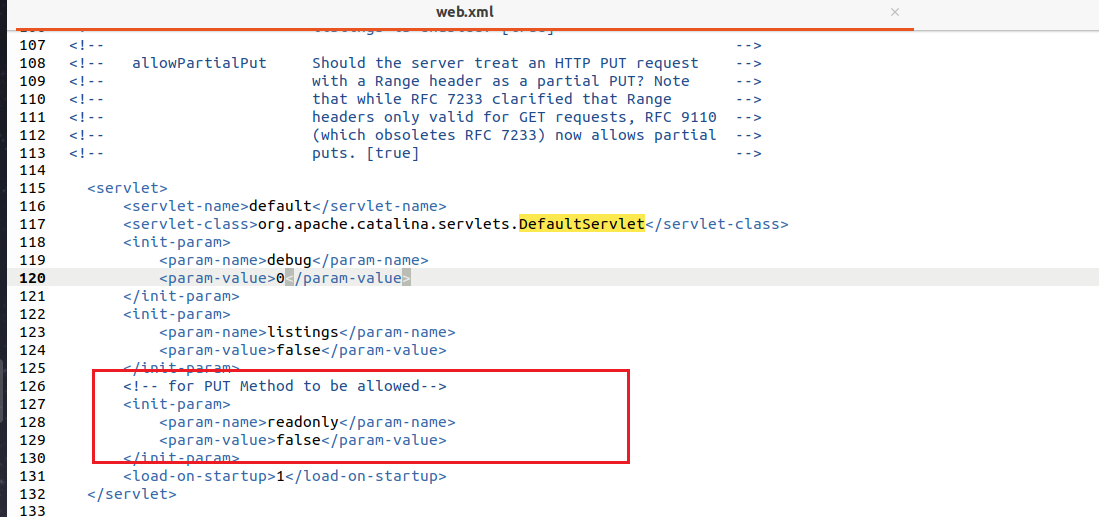 web.xml ×
107 <!-- -->
108 <!-- allowPartialPut Should the server treat an HTTP PUT request -->
109 <!-- with a Range header as a partial PUT? Note -->
110 <!-- that while RFC 7233 clarified that Range -->
111 <!-- headers only valid for GET requests, RFC 9110 -->
112 <!-- (which obsoletes RFC 7233) now allows partial -->
113 <!-- puts. [true] -->
114
115 <servlet>
116 <servlet-name>default</servlet-name>
117 <servlet-class>org.apache.catalina.servlets.DefaultServlet</servlet-class>
118 <init-param>
119 <param-name>debug</param-name>
120 <param-value>0</param-value>
121 </init-param>
122 <init-param>
123 <param-name>listings</param-name>
124 <param-value>false</param-value>
125 </init-param>
126 <!-- for PUT Method to be allowed-->
127 <init-param>
128 <param-name>readonly</param-name>
129 <param-value>false</param-value>
130 </init-param>
131 <load-on-startup>1</load-on-startup>
132 </servlet>
133